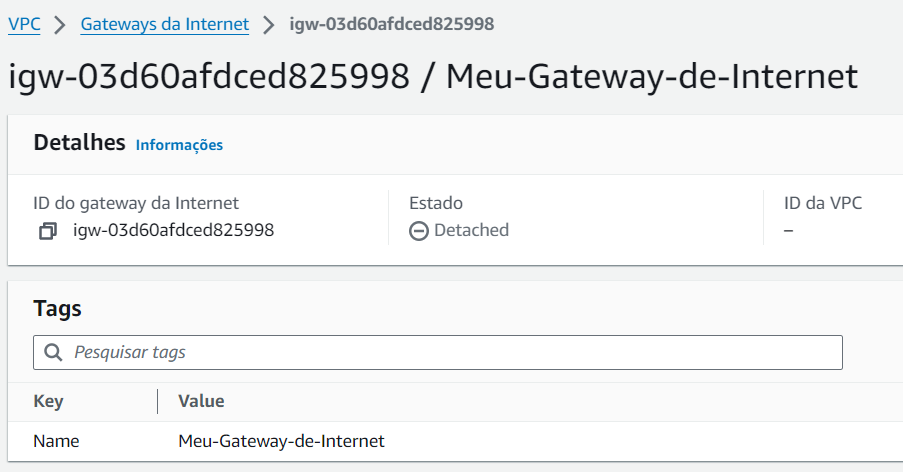 VPC > Gateways da Internet > igw-03d60afdced825998
igw-03d60afdced825998 / Meu-Gateway-de-Internet
Detalhes Informações
ID do gateway da Internet Estado ID da VPC
igw-03d60afdced825998 Detached –
Tags
Pesquisar tags
Key Value
Name Meu-Gateway-de-Internet